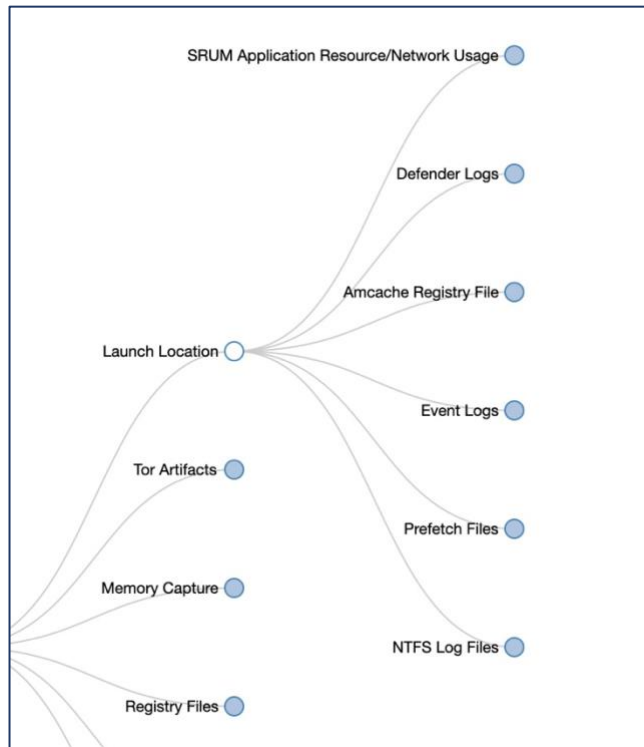 SRUM Application Resource/Network Usage
Defender Logs
Amcache Registry File
Launch Location
Event Logs
Tor Artifacts
Prefetch Files
Memory Capture
NTFS Log Files
Registry Files